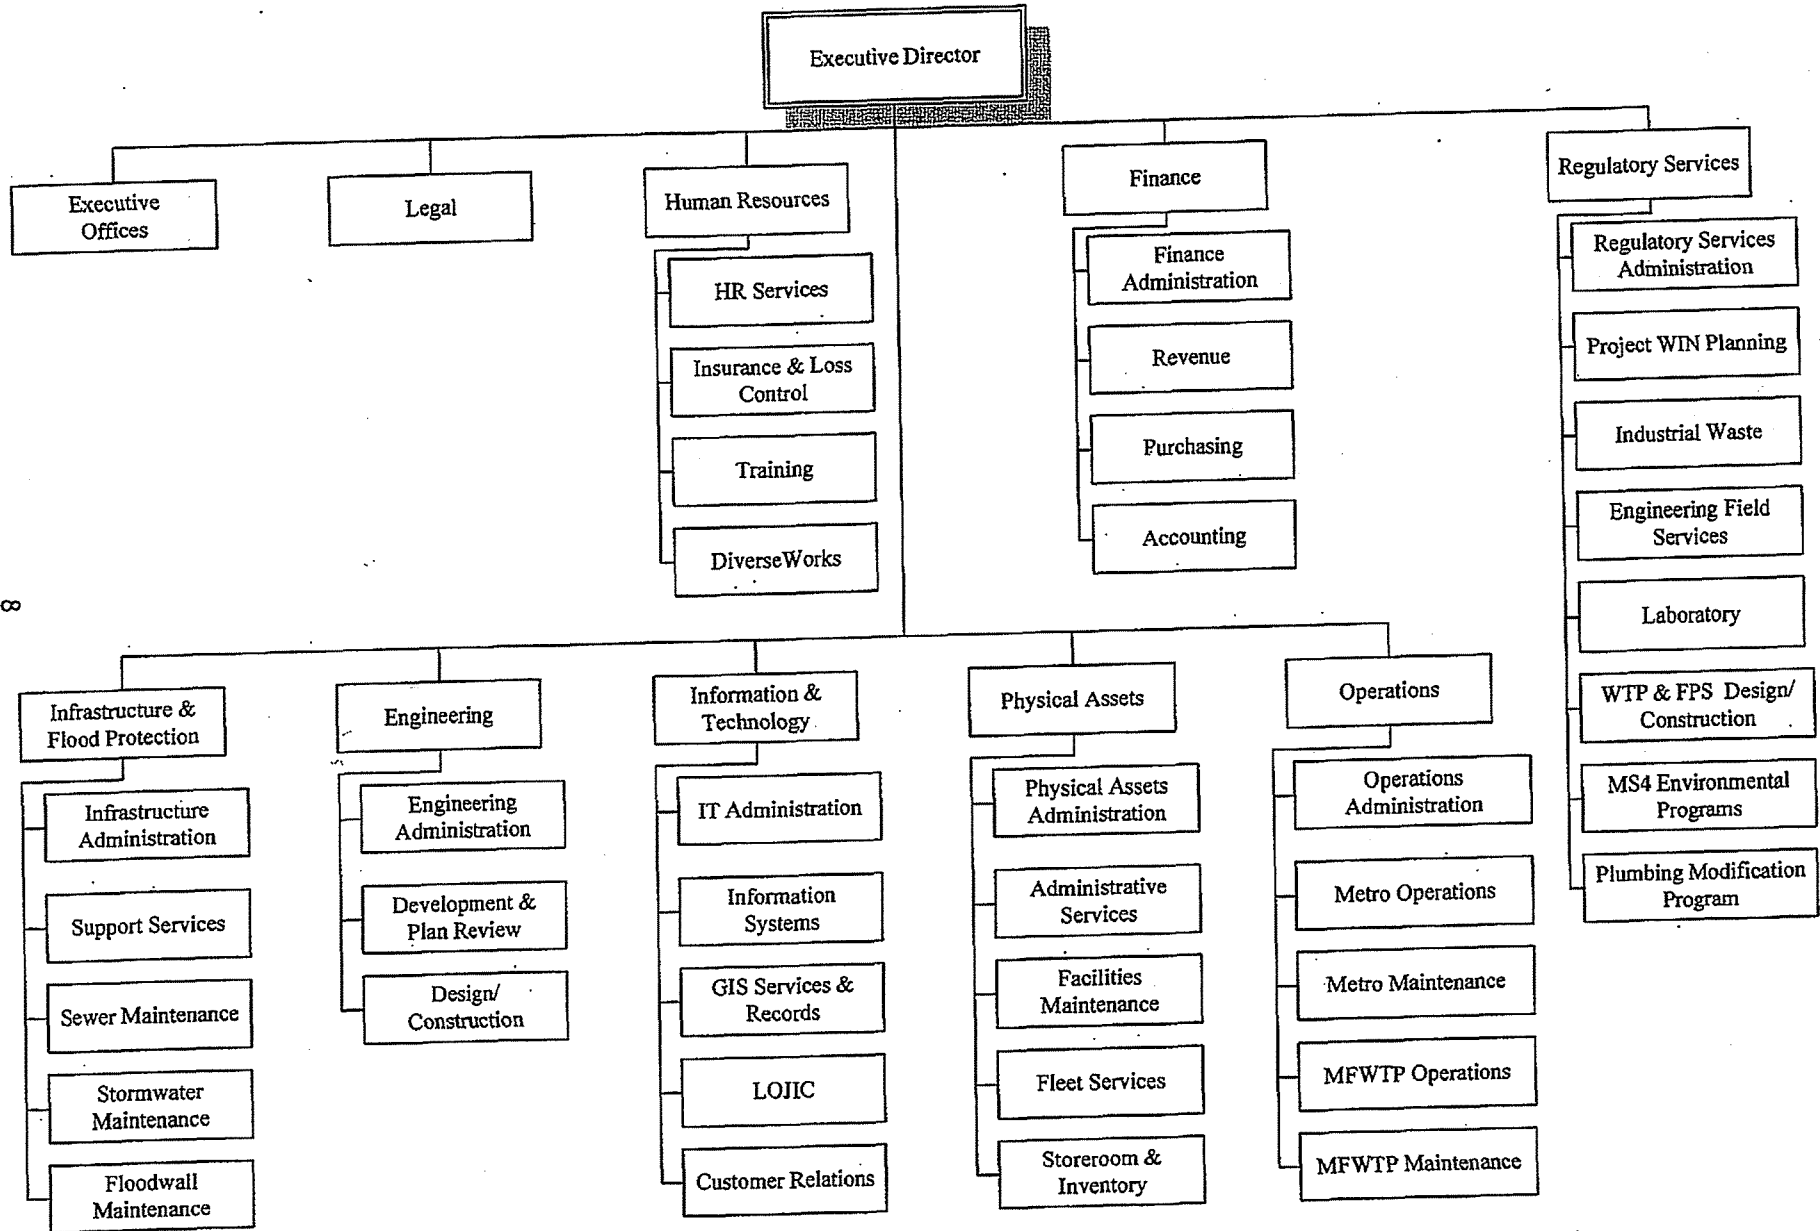 Executive Director
Executive
Offices
Legal
Human Resources
HR Services
Insurance & Loss
Control
Training
DiverseWorks
Finance
Finance
Administration
Revenue
Purchasing
Accounting
Regulatory Services
Regulatory Services
Administration
Project WIN Planning
Industrial Waste
Engineering Field
Services
Laboratory
WTP & FPS Design/
Construction
MS4 Environmental
Programs
Plumbing Modification
Program
8
Infrastructure &
Flood Protection
Infrastructure
Administration
Support Services
Sewer Maintenance
Stormwater
Maintenance
Floodwall
Maintenance
Engineering
Engineering
Administration
Development &
Plan Review
Design/
Construction
Information &
Technology
IT Administration
Information
Systems
GIS Services &
Records
LOJIC
Customer Relations
Physical Assets
Physical Assets
Administration
Administrative
Services
Facilities
Maintenance
Fleet Services
Storeroom &
Inventory
Operations
Operations
Administration
Metro Operations
Metro Maintenance
MFWTP Operations
MFWTP Maintenance